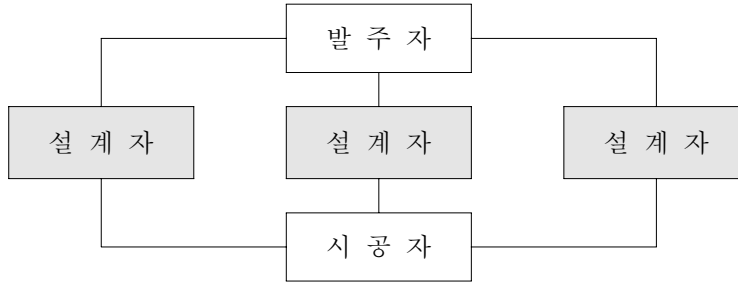 발 주 자
설 계 자
설 계 자
설 계 자
시 공 자